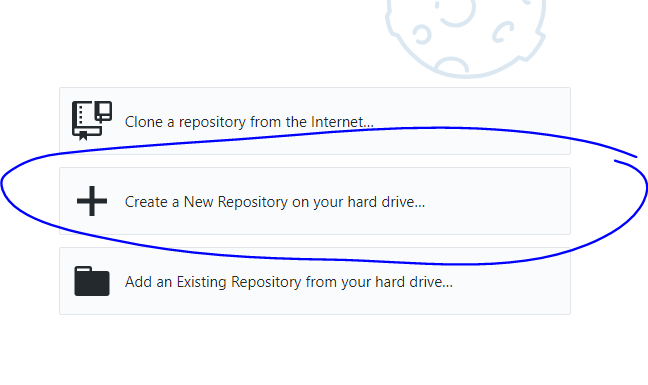 Clone a repository from the Internet...
Create a New Repository on your hard drive...
Add an Existing Repository from your hard drive...